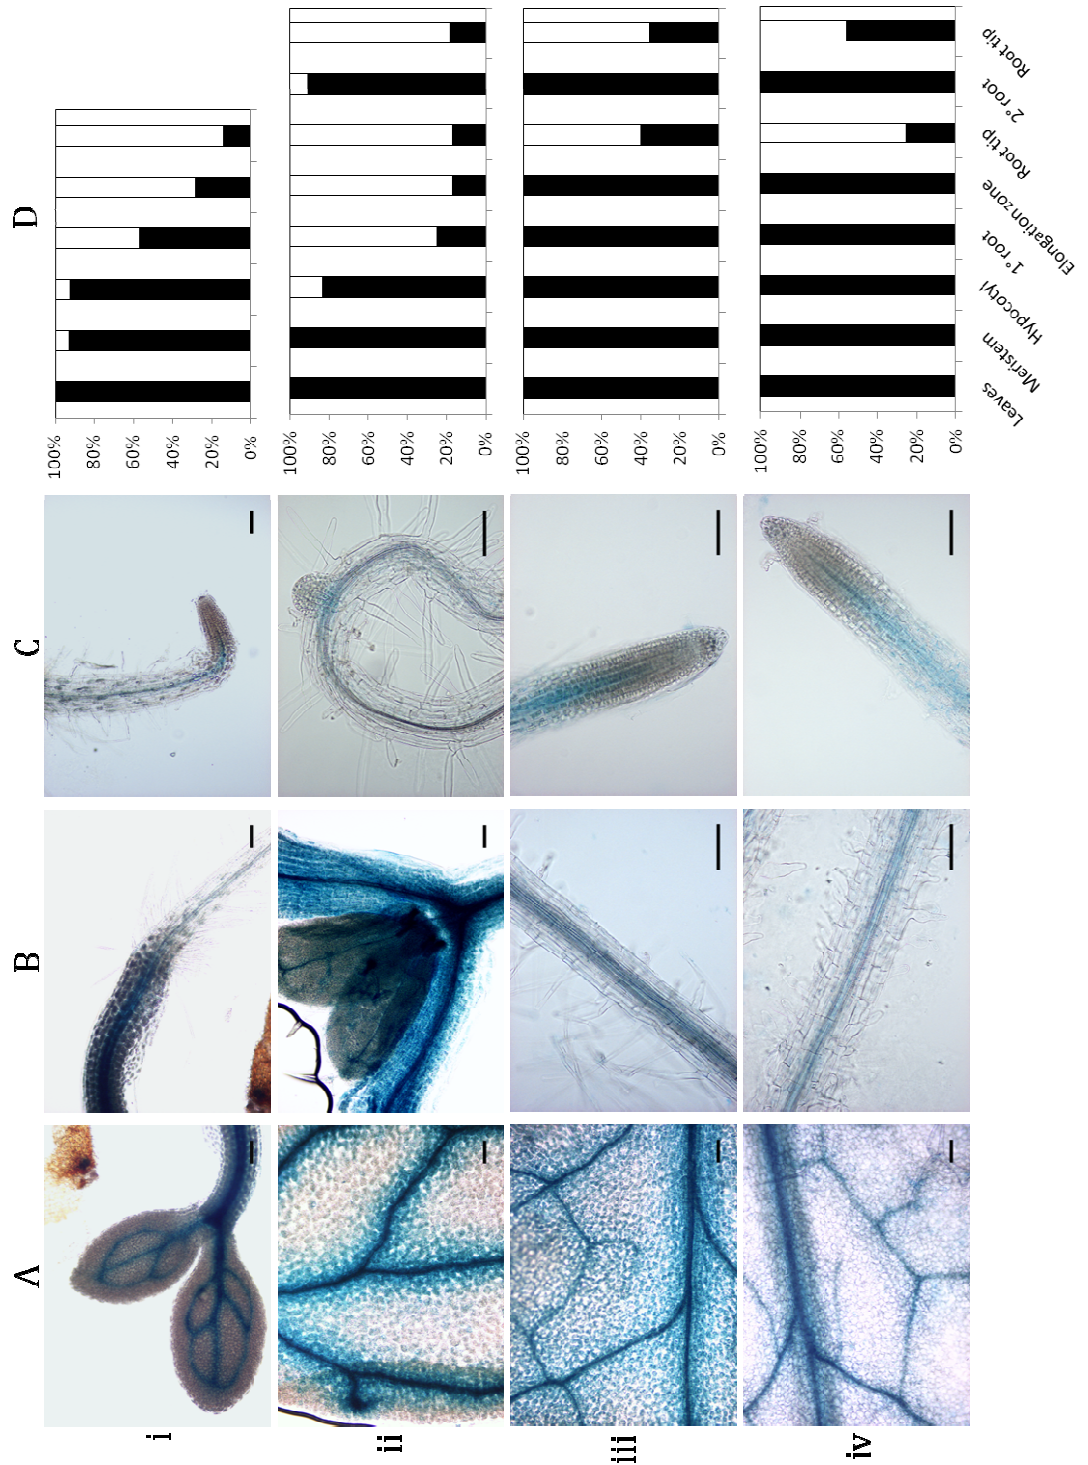 A
B
C
D
i
ii
iii
iv
100%
80%
60%
40%
20%
0%
100%
80%
60%
40%
20%
0%
100%
80%
60%
40%
20%
0%
100%
80%
60%
40%
20%
0%
Leaves
Meristem
Hypocotyl
1° root
Elongation zone
Root tip
2° root
Root tip